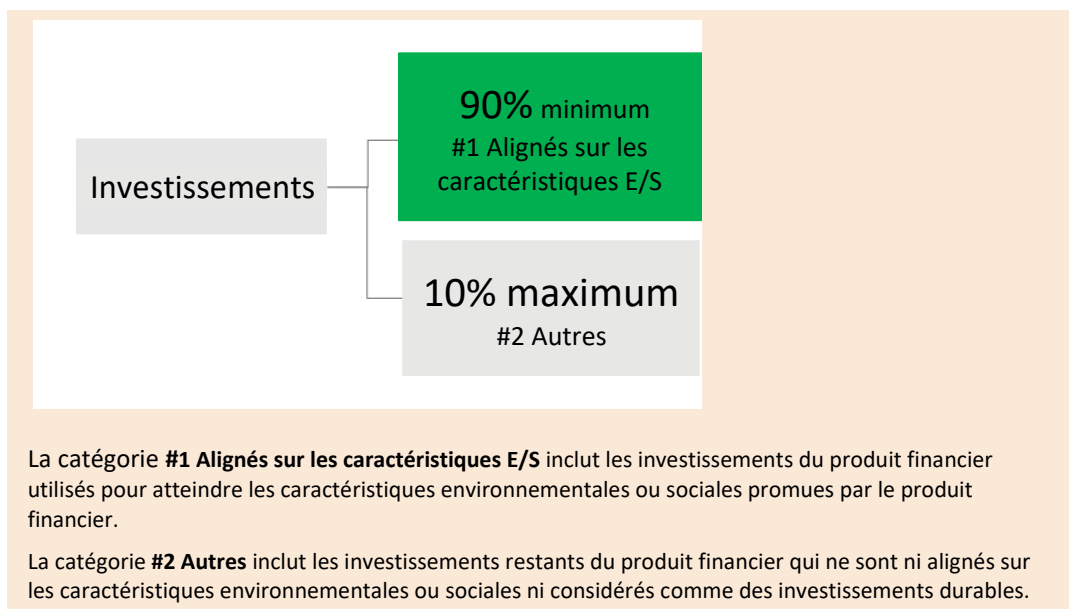 90% minimum
#1 Alignés sur les
caractéristiques E/S
Investissements
10% maximum
#2 Autres
La catégorie #1 Alignés sur les caractéristiques E/S inclut les investissements du produit financier
utilisés pour atteindre les caractéristiques environnementales ou sociales promues par le produit
financier.
La catégorie #2 Autres inclut les investissements restants du produit financier qui ne sont ni alignés sur
les caractéristiques environnementales ou sociales ni considérés comme des investissements durables.